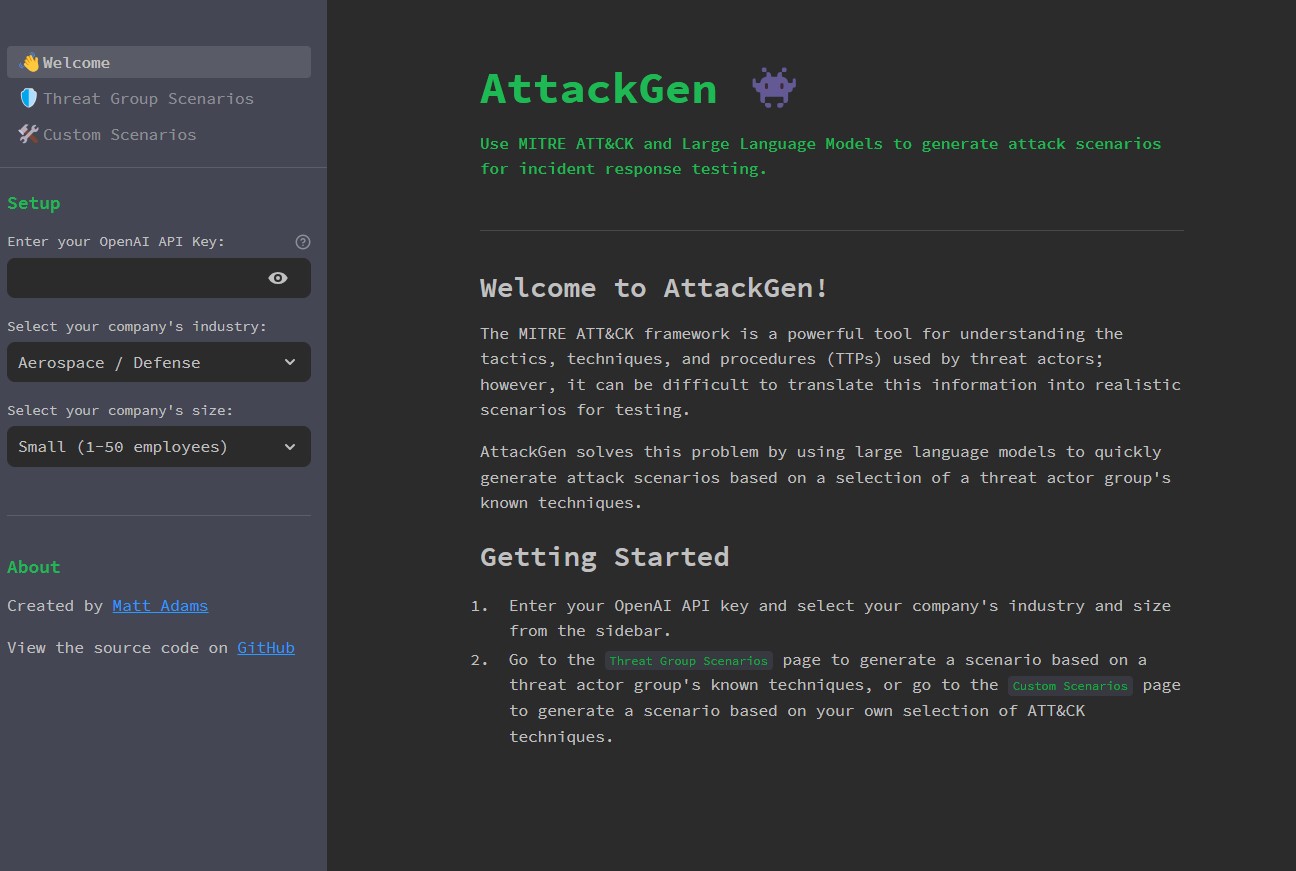 Welcome
Threat Group Scenarios
Custom Scenarios
Setup
Enter your OpenAI API Key:
Select your company's industry:
Aerospace / Defense
Select your company's size:
Small (1-50 employees)
About
Created by Matt Adams
View the source code on GitHub
AttackGen
Use MITRE ATT&CK and Large Language Models to generate attack scenarios
for incident response testing.
Welcome to AttackGen!
The MITRE ATT&CK framework is a powerful tool for understanding the
tactics, techniques, and procedures (TTPs) used by threat actors;
however, it can be difficult to translate this information into realistic
scenarios for testing.
AttackGen solves this problem by using large language models to quickly
generate attack scenarios based on a selection of a threat actor group's
known techniques.
Getting Started
1. Enter your OpenAI API key and select your company's industry and size
from the sidebar.
2. Go to the Threat Group Scenarios page to generate a scenario based on a
threat actor group's known techniques, or go to the Custom Scenarios page
to generate a scenario based on your own selection of ATT&CK
techniques.